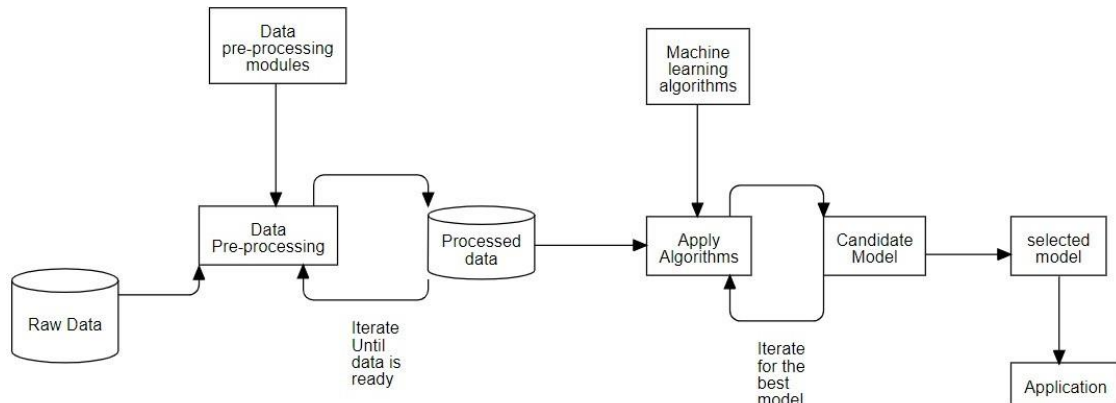 Data
pre-processing
modules
Machine
learning
algorithms
Data
Pre-processing
Processed
data
Apply
Algorithms
Candidate
Model
selected
model
Raw Data
Iterate
Until
data is
ready
Iterate
for the
best
model
Application